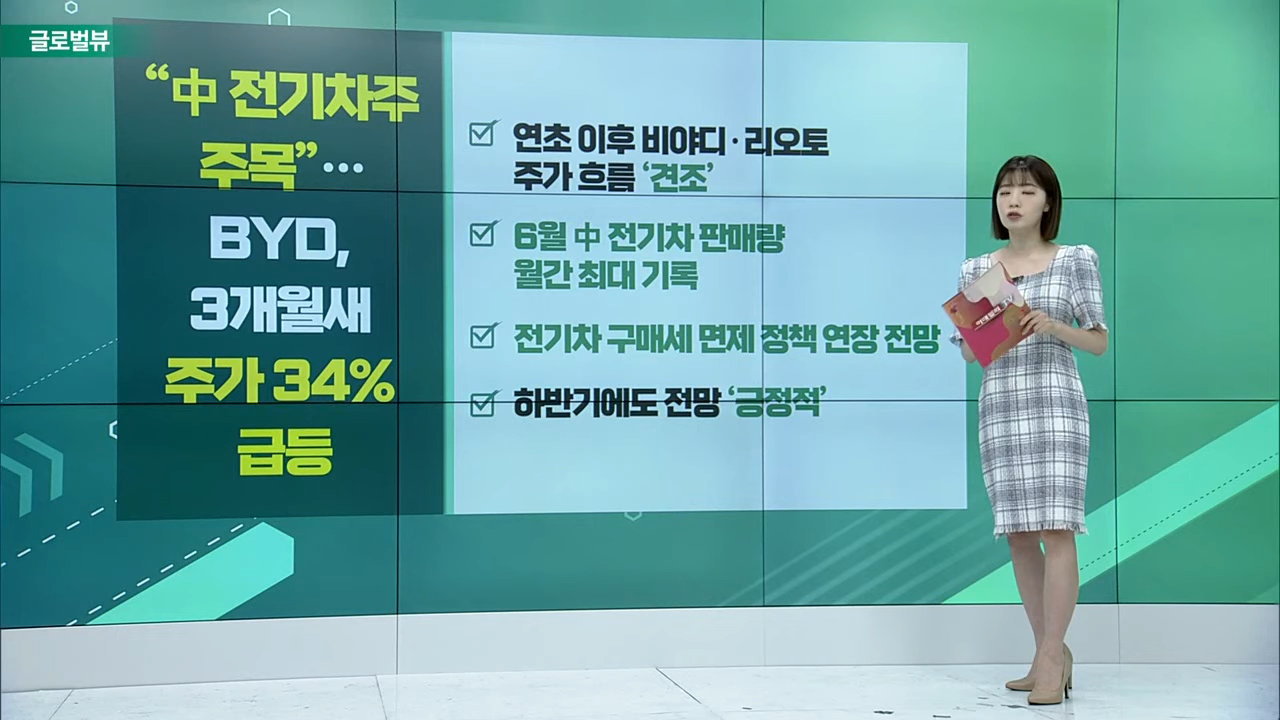 글로벌뷰
“中 전기차주
주목”…
BYD,
3개월새
주가 34%
급등
연초 이후 비야디·리오토
주가 흐름 ‘견조’
6월 中 전기차 판매량
월간 최대 기록
전기차 구매세 면제 정책 연장 전망
하반기에도 전망 ‘긍정적’